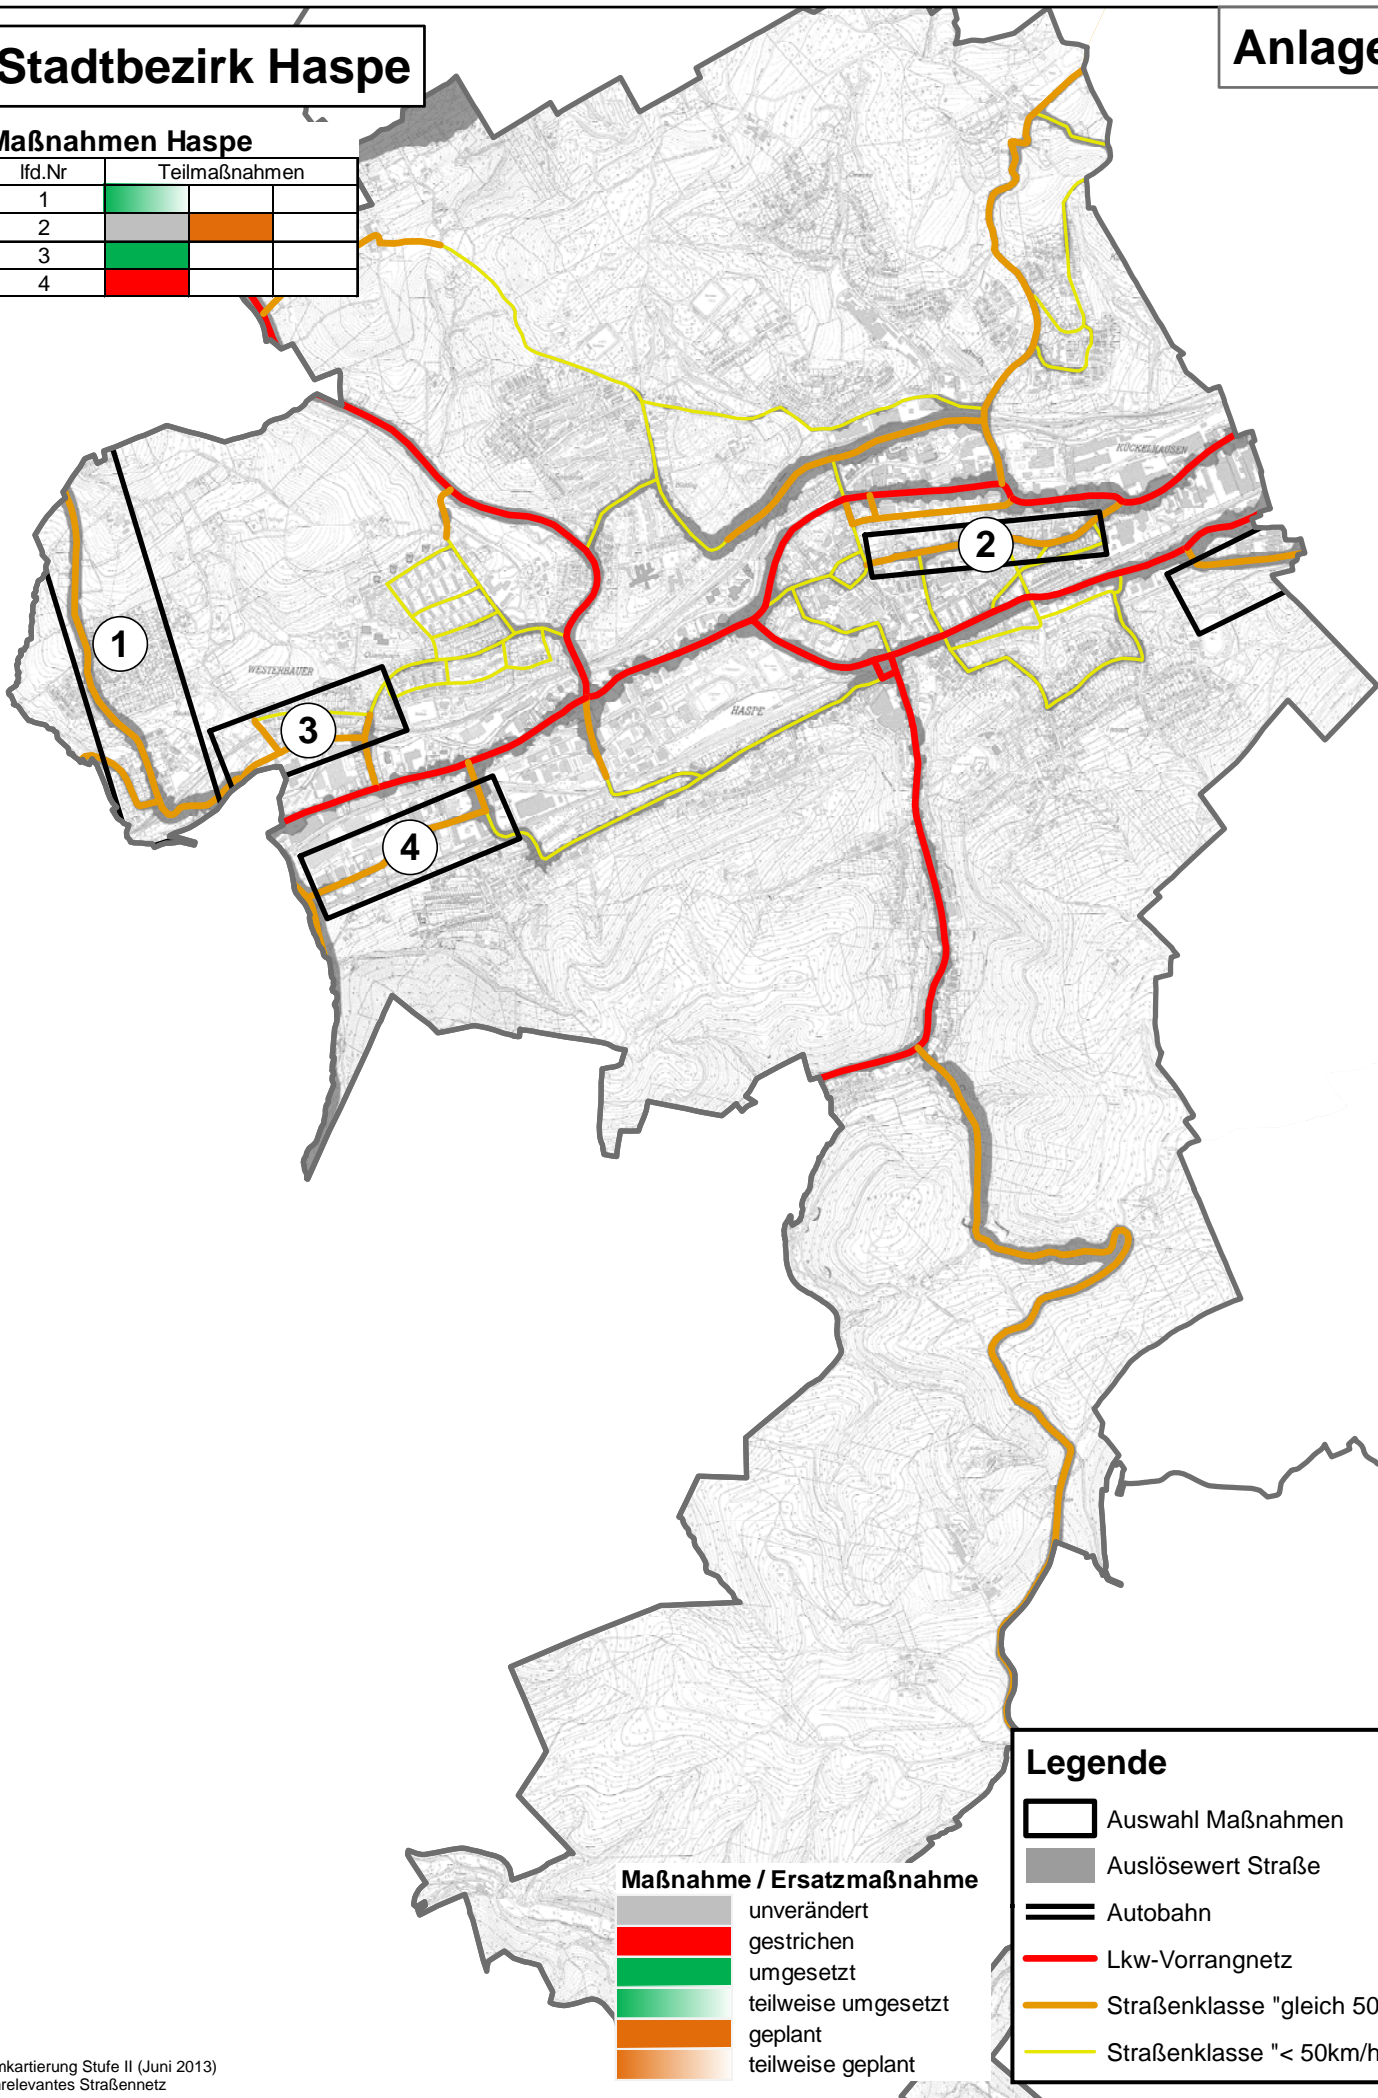 Stadtbezirk Haspe
Anlage
Maßnahmen Haspe
lfd.Nr Teilmaßnahmen
1
2
3
4
KÜCKELHAUSEN
2
1
WESTERBAUER
3
HASPE
4
Legende
Auswahl Maßnahmen
Auslösewert Straße
Autobahn
Lkw-Vorrangnetz
Straßenklasse "gleich 50
Straßenklasse "< 50km/h
Maßnahme / Ersatzmaßnahme
unverändert
gestrichen
umgesetzt
teilweise umgesetzt
geplant
teilweise geplant
nkartierung Stufe II (Juni 2013)
relevantes Straßennetz